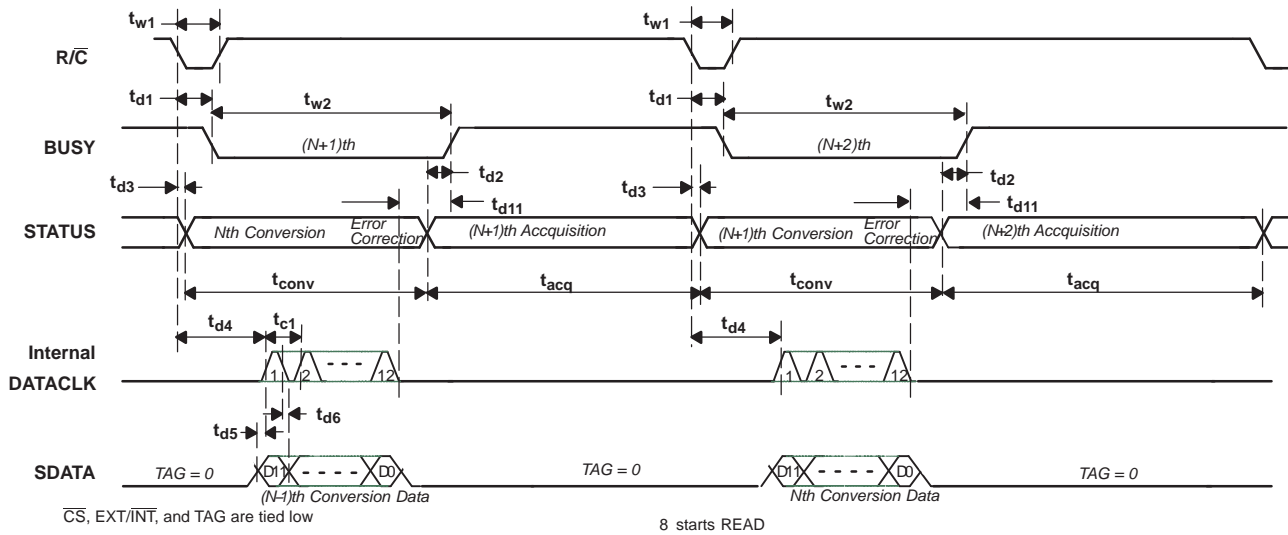 tw1 tw1
R/C̅
td1 tw2 td1 tw2
BUSY (N+1)th (N+2)th
td3 td2 td3 td2
td11 td11
STATUS Nth Conversion Error Correction (N+1)th Accquisition (N+1)th Conversion Error Correction (N+2)th Accquisition
tconv tacq tconv tacq
td4 tc1 td4
Internal
DATACLK 1 2 - - - 12 1 2 - - - 12
td5 td6
SDATA TAG = 0 D11 - - - - D0 TAG = 0 D11 - - - - D0 TAG = 0
(N–1)th Conversion Data Nth Conversion Data
C̅S̅, EXT/I̅N̅T̅, and TAG are tied low
8 starts READ